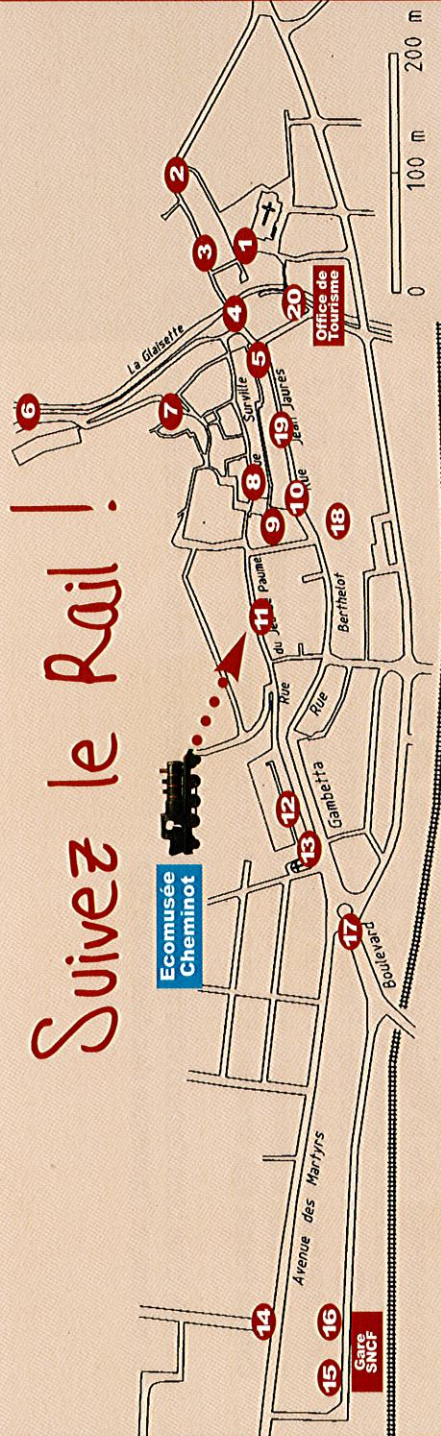 Suivez le Rail !
Ecomusée
Cheminot
La Glaisette
6
7
2
3
1
4
5
20
Office de
Tourisme
Surville
Rue
8
9
19
Rue Jean Jaurès
10
18
11
Rue du Jeu de Paume
Rue Berthelot
12
13
Gambetta
17
Boulevard
Avenue des Martyrs
14
15
16
Gare
SNCF
0
100 m
200 m